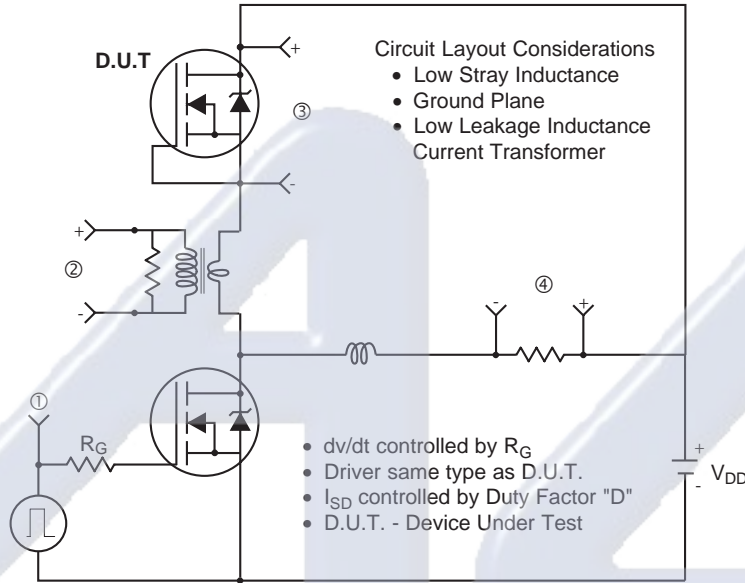 D.U.T
+
Circuit Layout Considerations
• Low Stray Inductance
• Ground Plane
• Low Leakage Inductance
Current Transformer
③
-
+
②
-
④
-
+
①
R_G
• dv/dt controlled by R_G
• Driver same type as D.U.T.
• I_SD controlled by Duty Factor "D"
• D.U.T. - Device Under Test
+
V_DD
-